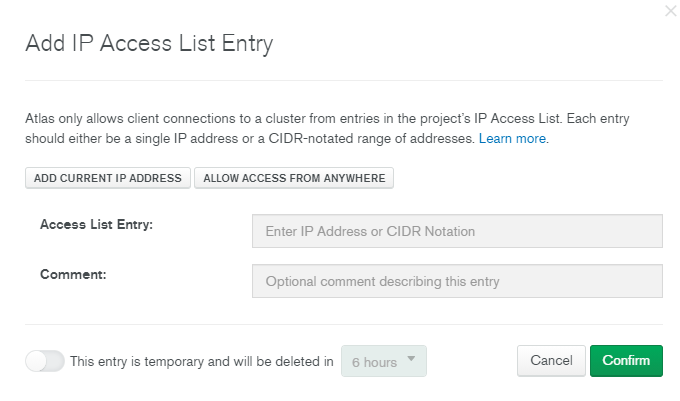 Add IP Access List Entry
Atlas only allows client connections to a cluster from entries in the project's IP Access List. Each entry
should either be a single IP address or a CIDR-notated range of addresses. Learn more.
ADD CURRENT IP ADDRESS ALLOW ACCESS FROM ANYWHERE
Access List Entry: Enter IP Address or CIDR Notation
Comment: Optional comment describing this entry
This entry is temporary and will be deleted in 6 hours Cancel Confirm